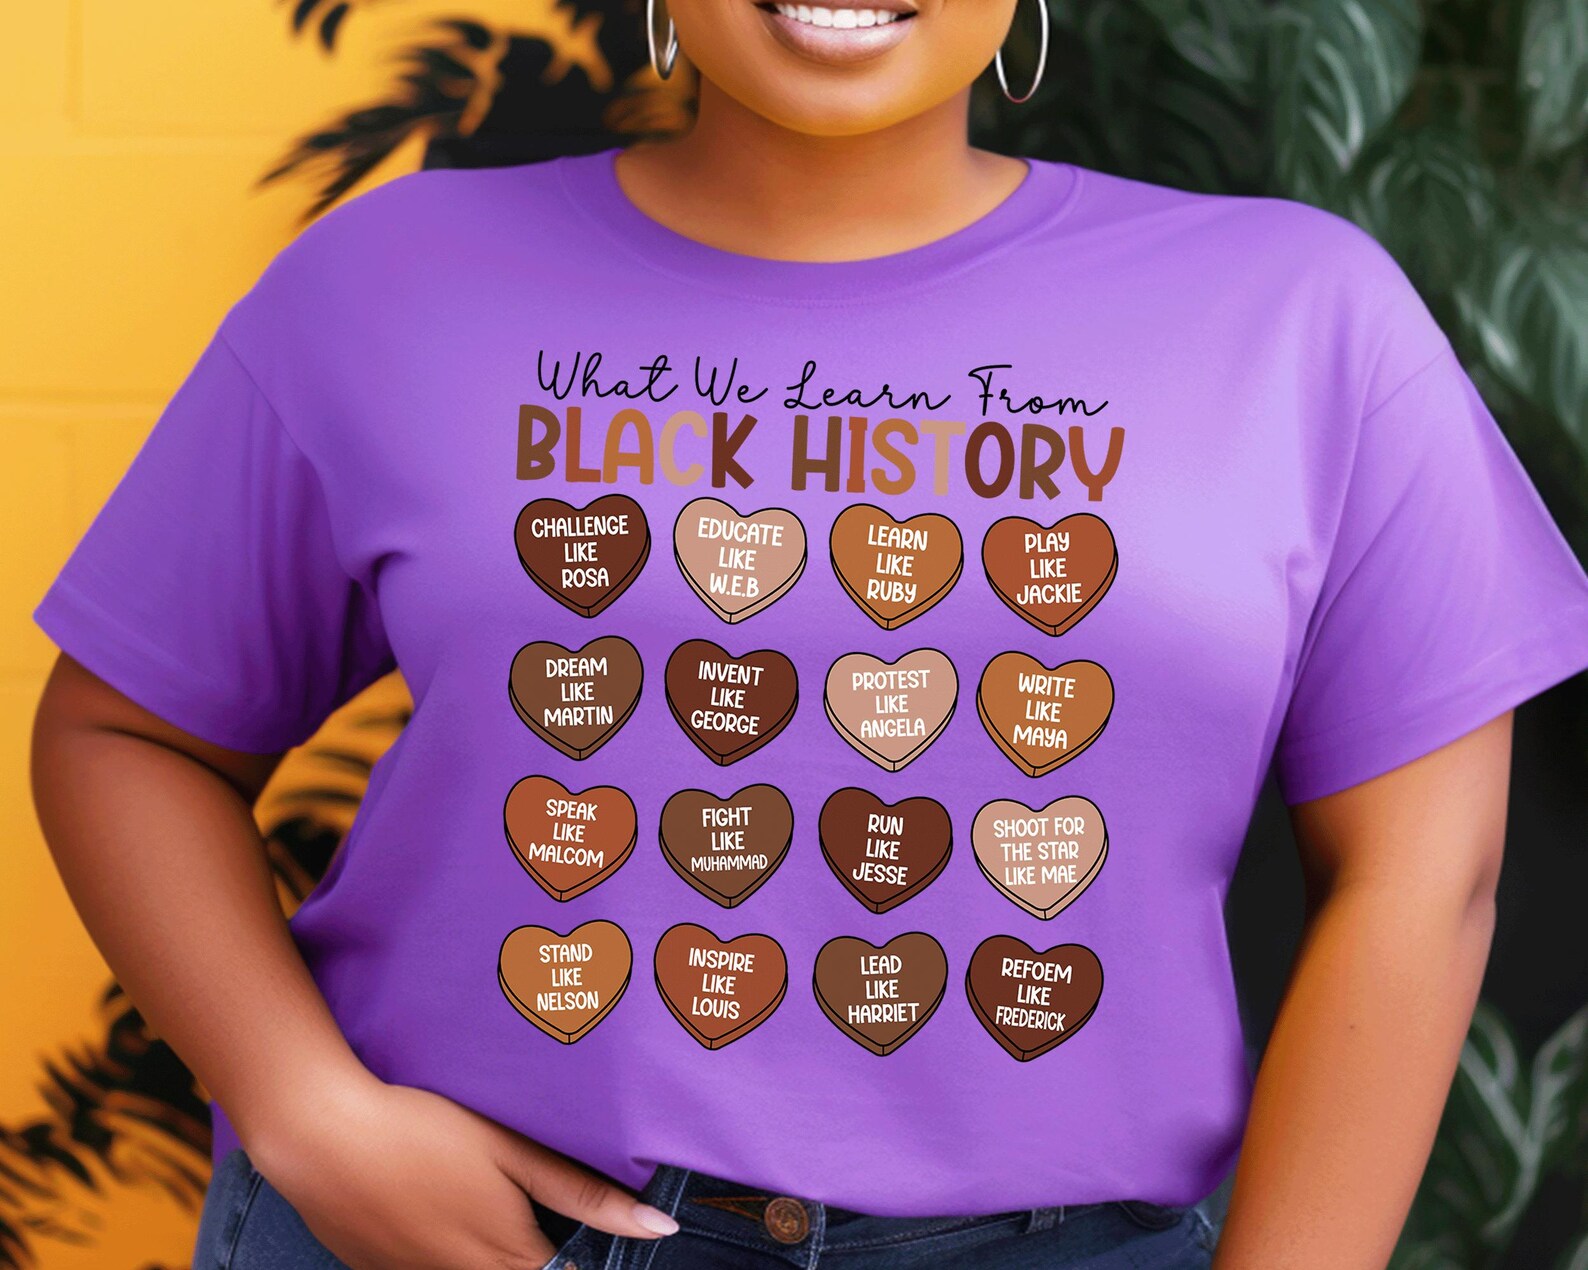 What We Learn From
BLACK HISTORY
CHALLENGE
LIKE
ROSA
EDUCATE
LIKE
W.E.B
LEARN
LIKE
RUBY
PLAY
LIKE
JACKIE
DREAM
LIKE
MARTIN
INVENT
LIKE
GEORGE
PROTEST
LIKE
ANGELA
WRITE
LIKE
MAYA
SPEAK
LIKE
MALCOM
FIGHT
LIKE
MUHAMMAD
RUN
LIKE
JESSE
SHOOT FOR
THE STAR
LIKE MAE
STAND
LIKE
NELSON
INSPIRE
LIKE
LOUIS
LEAD
LIKE
HARRIET
REFOEM
LIKE
FREDERICK